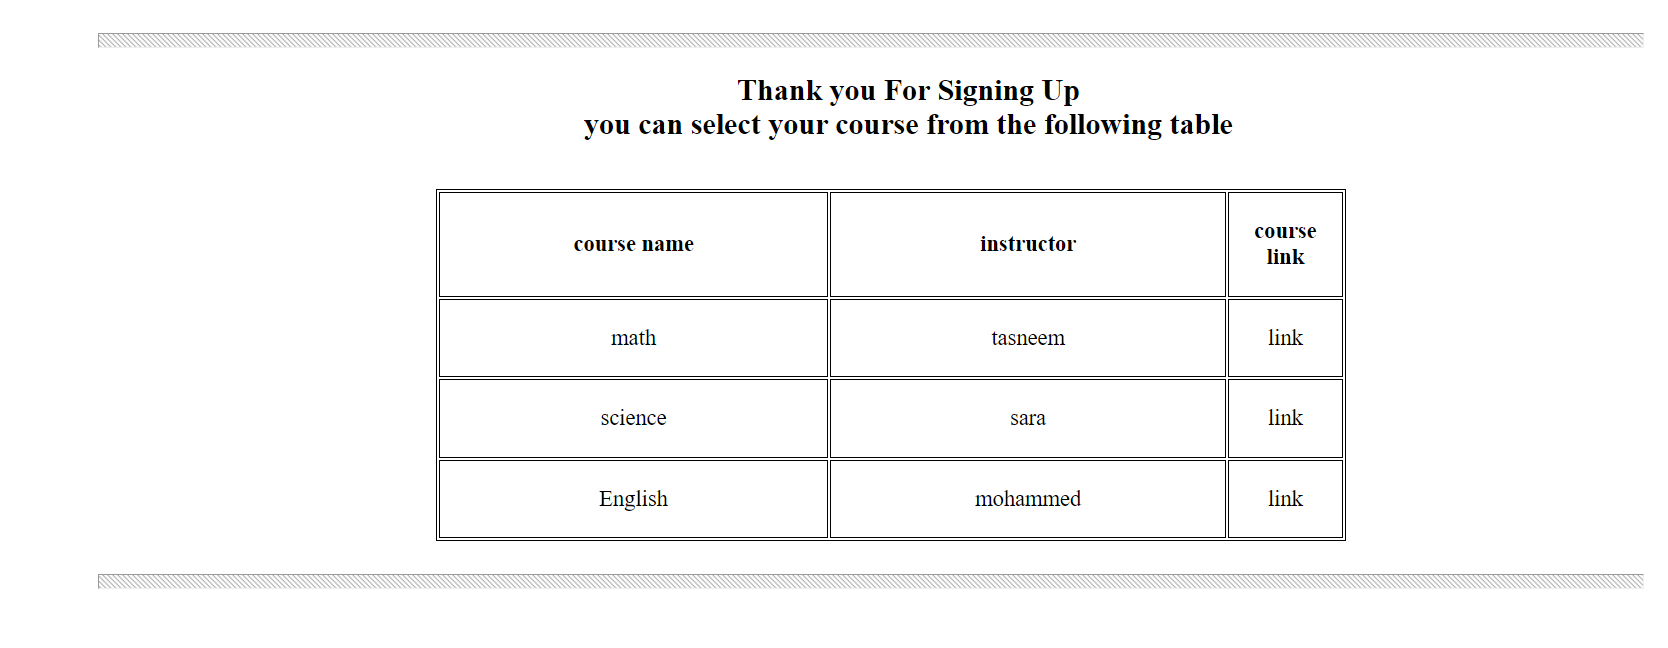 Thank you For Signing Up
you can select your course from the following table
course name instructor course
link
math tasneem link
science sara link
English mohammed link